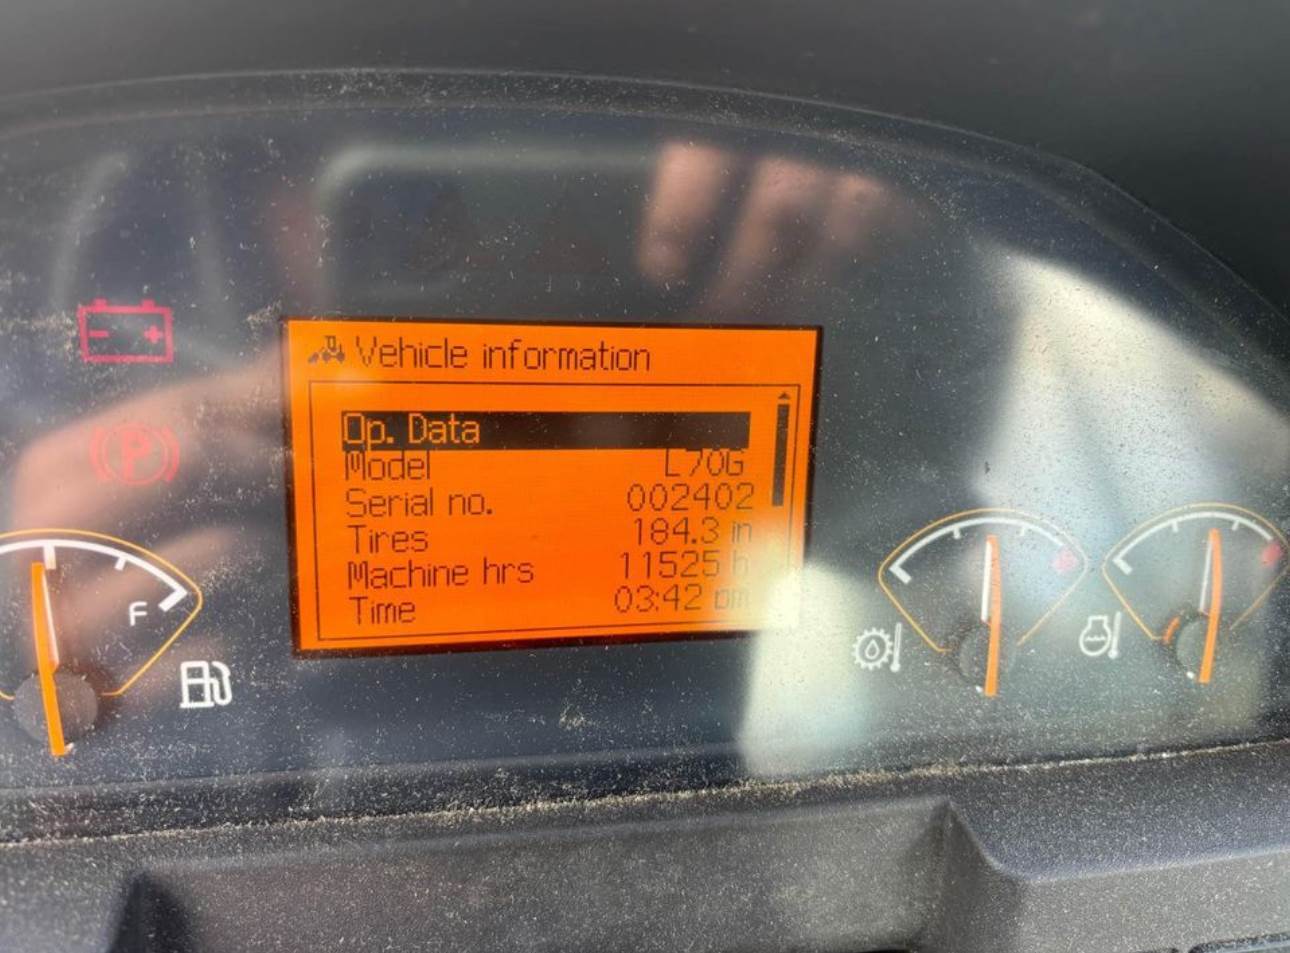 Vehicle information
Op. Data
Model L70G
Serial no. 002402
Tires 184.3 in
Machine hrs 11525 h
Time 03:42 pm
- +
P
F